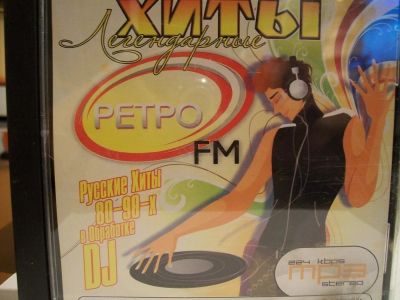 ХИТЫ
Легендарные
РЕТРО
FM
Русские Хиты
80-90-х
в Обработке
DJ
224 kbps
mp3
stereo